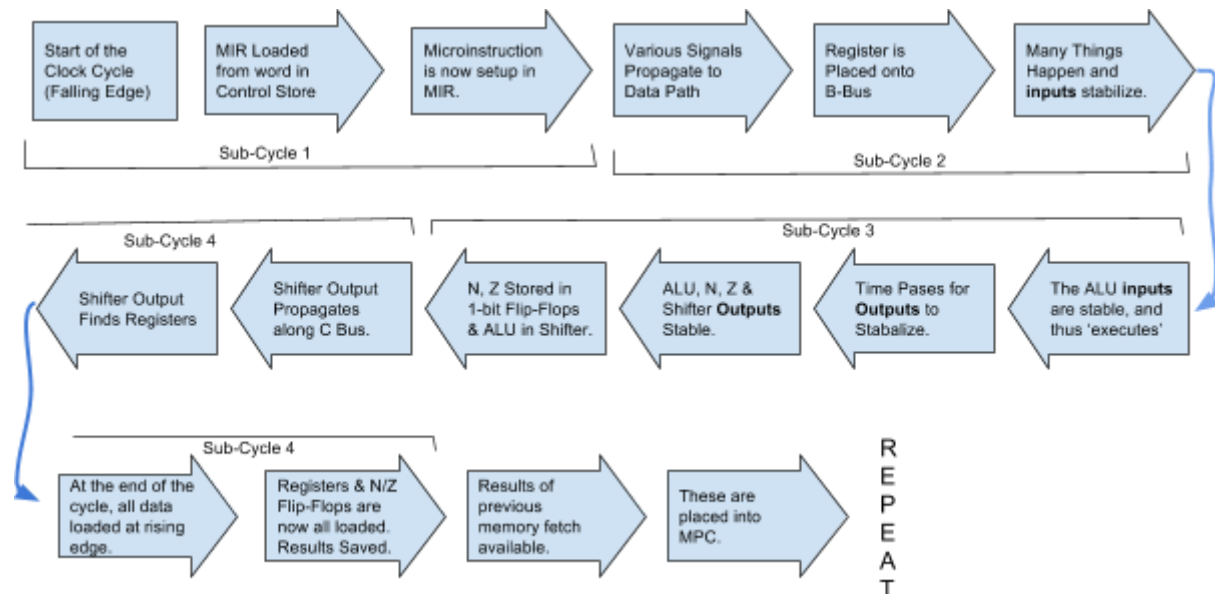 Start of the
Clock Cycle
(Falling Edge)
MIR Loaded
from word in
Control Store
Microinstruction
is now setup in
MIR.
Various Signals
Propagate to
Data Path
Register is
Placed onto
B-Bus
Many Things
Happen and
inputs stabilize.
Sub-Cycle 1
Sub-Cycle 2
Sub-Cycle 4
Sub-Cycle 3
Shifter Output
Finds Registers
Shifter Output
Propagates
along C Bus.
N, Z Stored in
1-bit Flip-Flops
& ALU in Shifter.
ALU, N, Z &
Shifter Outputs
Stable.
Time Pases for
Outputs to
Stabalize.
The ALU inputs
are stable, and
thus 'executes'
Sub-Cycle 4
At the end of the
cycle, all data
loaded at rising
edge.
Registers & N/Z
Flip-Flops are
now all loaded.
Results Saved.
Results of
previous
memory fetch
available.
These are
placed into
MPC.
R
E
P
E
A
T